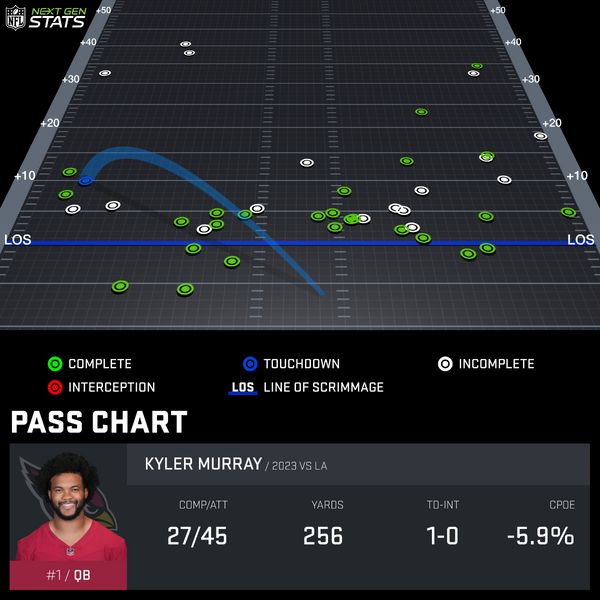 NFL NEXT GEN STATS
+50 +50
+40 +40
+30 +30
+20 +20
+10 +10
LOS LOS
COMPLETE TOUCHDOWN INCOMPLETE
INTERCEPTION LOS LINE OF SCRIMMAGE
PASS CHART
KYLER MURRAY / 2023 VS LA
COMP/ATT YARDS TD-INT CPOE
27/45 256 1-0 -5.9%
#1 / QB